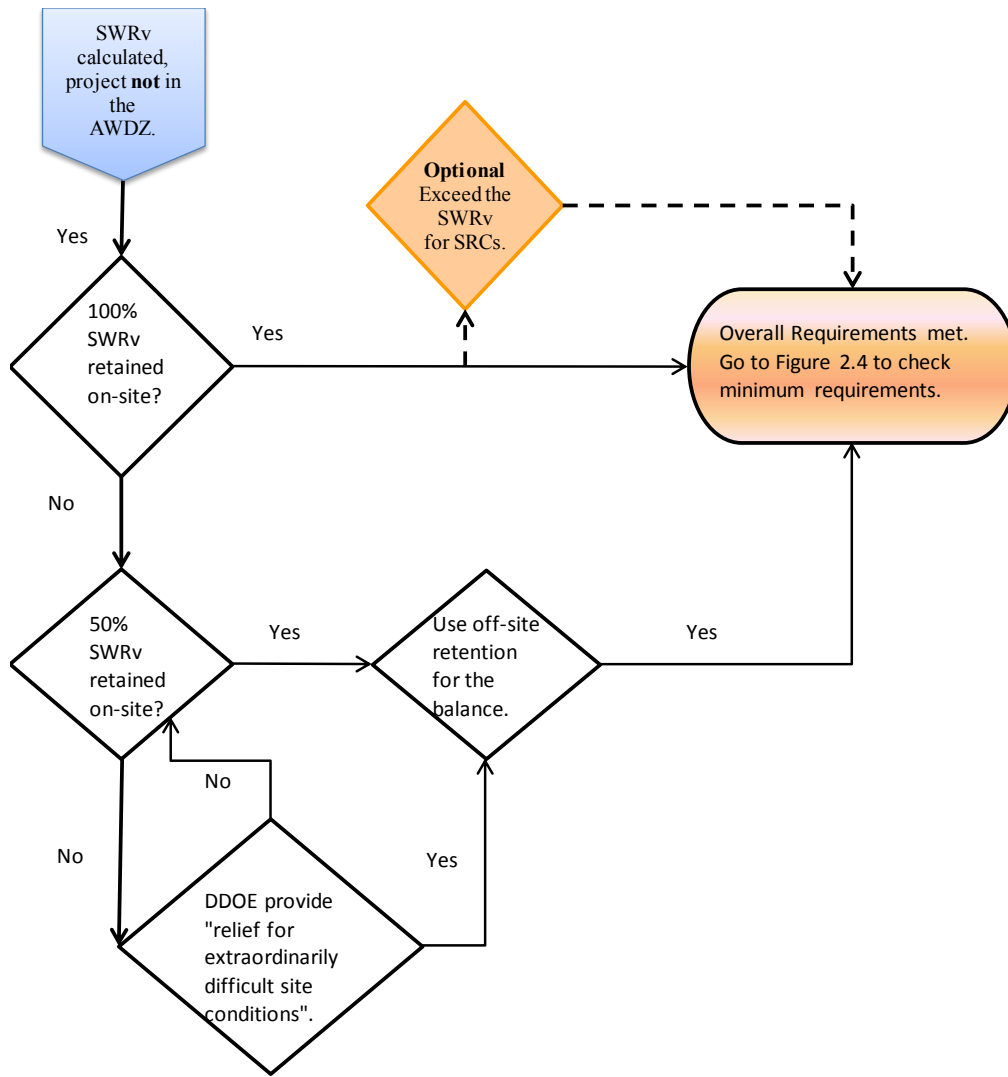 SWRv
calculated,
project not in
the
AWDZ.
Yes
Optional
Exceed the
SWRv
for SRCs.
100%
SWRv
retained
on-site?
Yes
Overall Requirements met.
Go to Figure 2.4 to check
minimum requirements.
No
50%
SWRv
retained
on-site?
Yes
Use off-site
retention
for the
balance.
Yes
No
No
Yes
DDOE provide
"relief for
extraordinarily
difficult site
conditions".